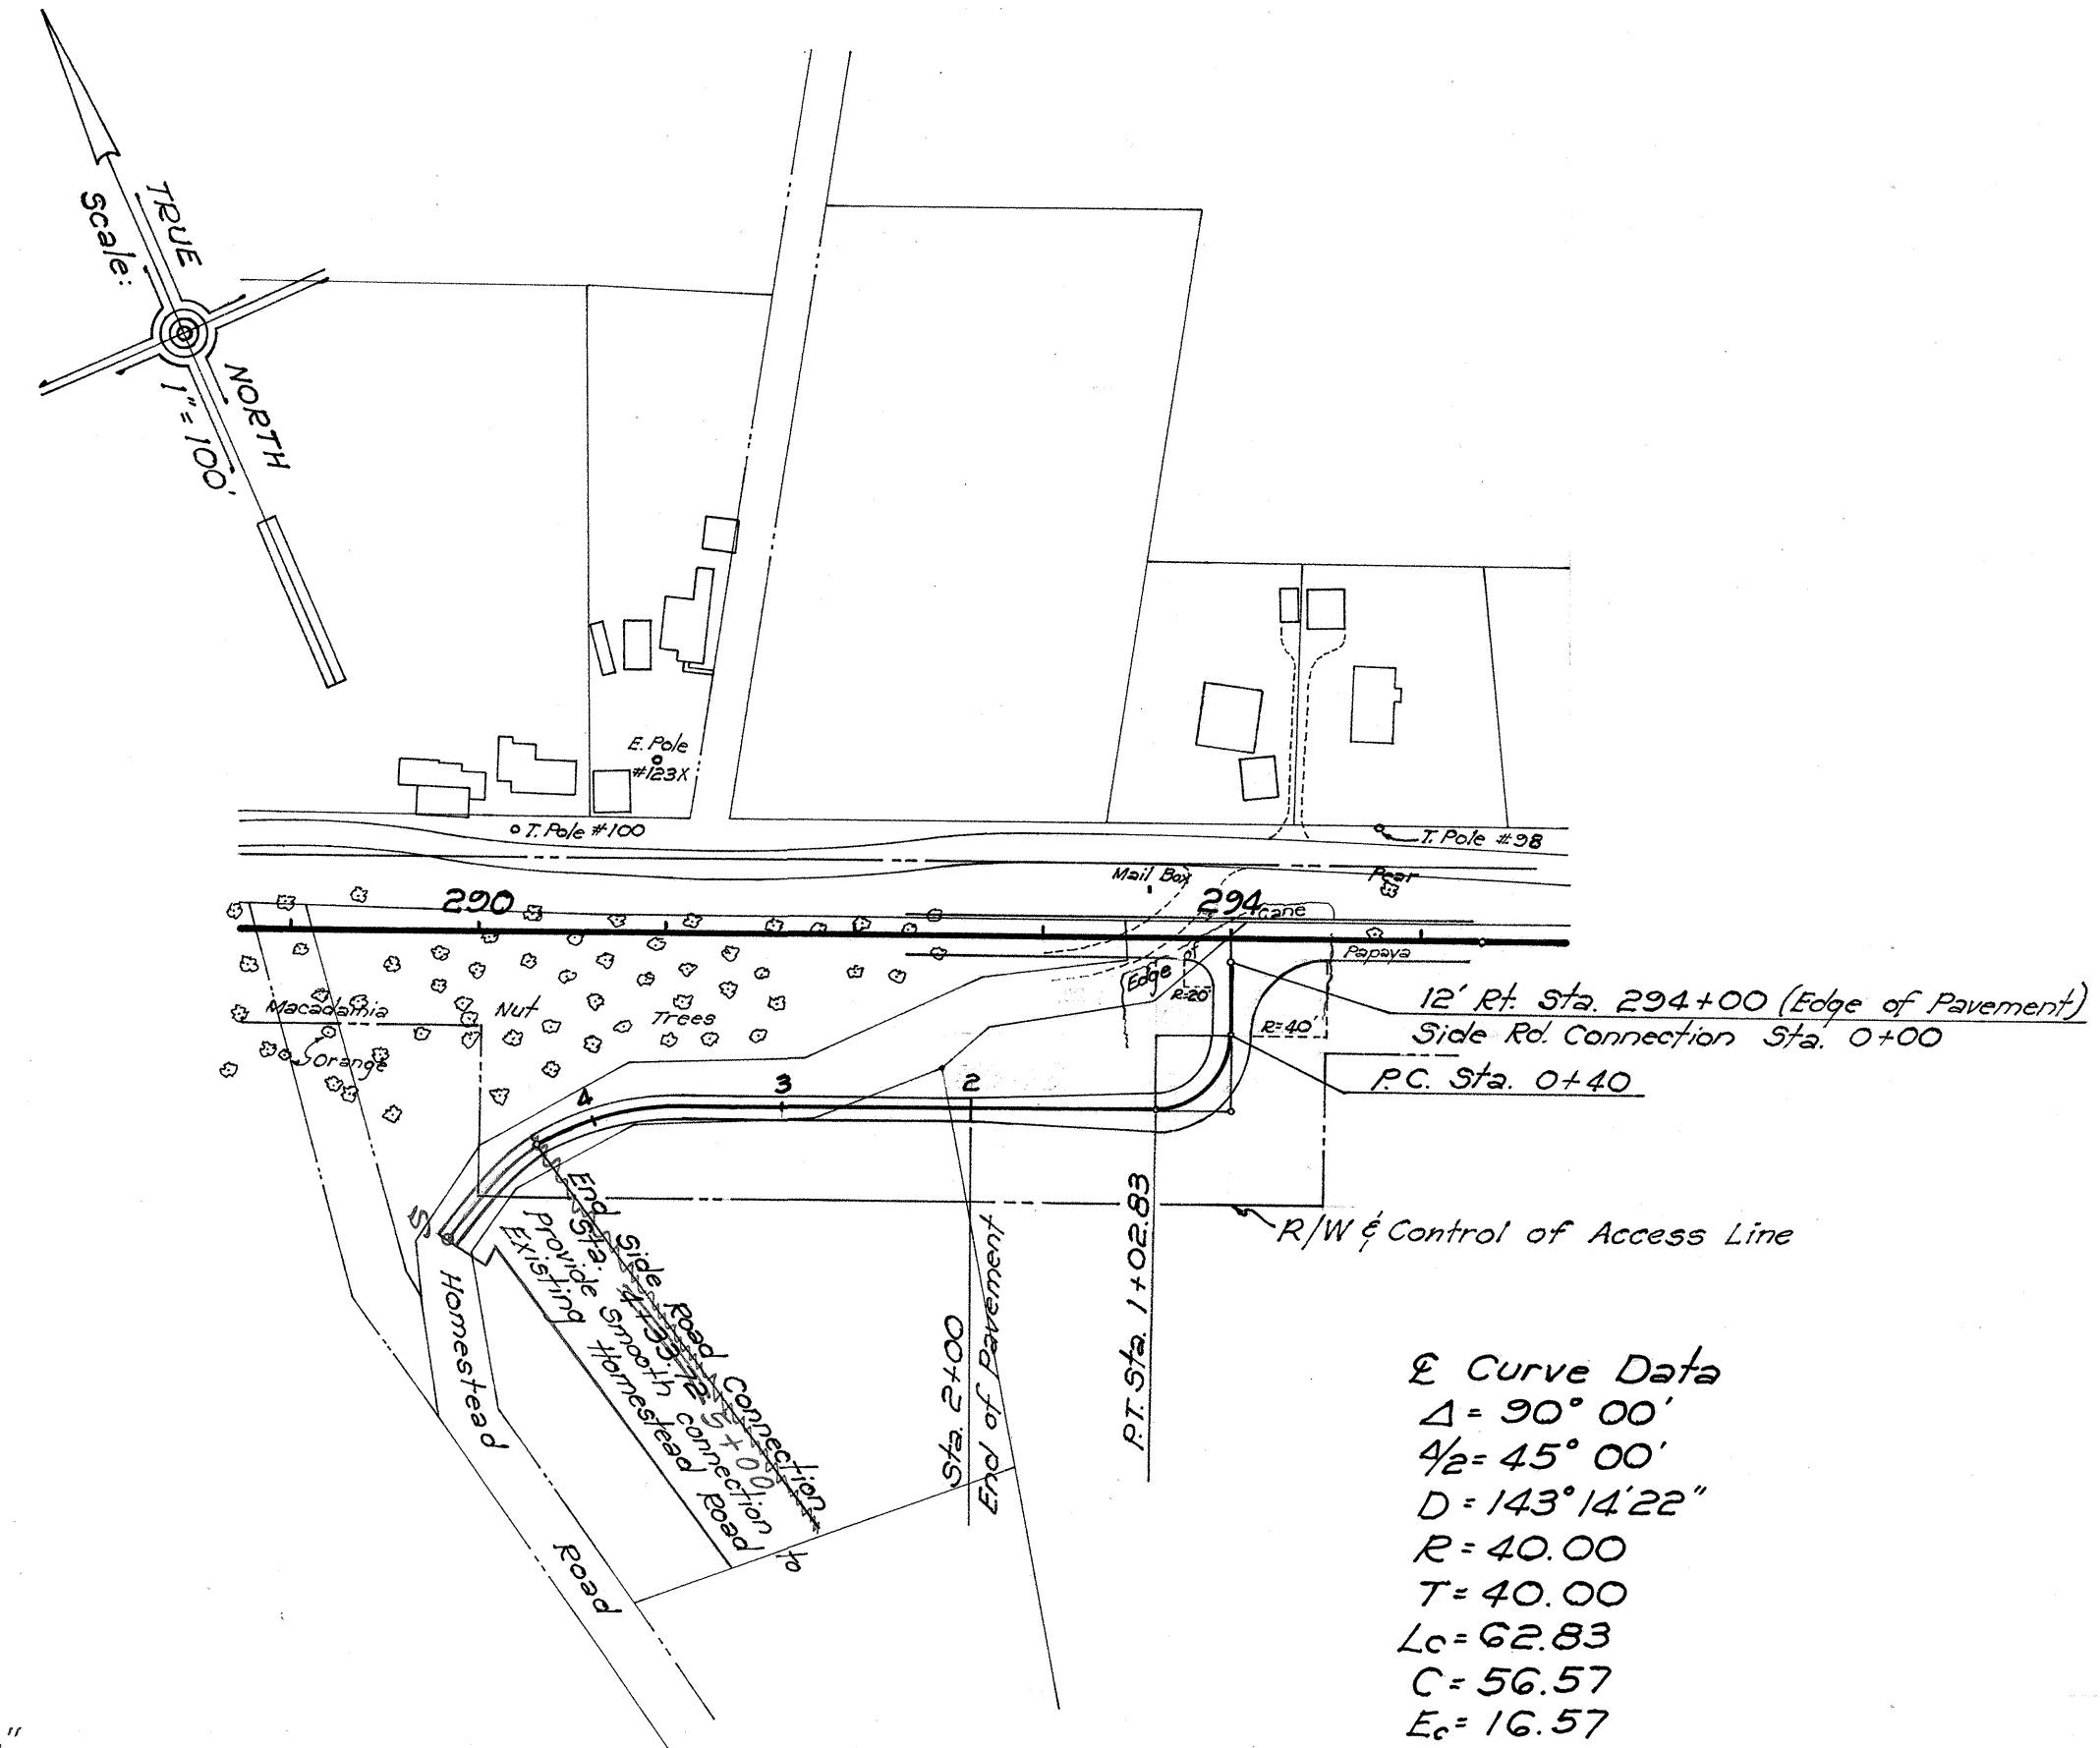 TRUE
Scale:
NORTH
1" = 100'
E. Pole
#123X
T. Pole #100
T. Pole #98
Mail Box
Pear
290
294
Cane
Papaya
Edge
of
R=20'
R=40'
Macadamia
Nut
Trees
Orange
12' Rt. Sta. 294+00 (Edge of Pavement)
Side Rd. Connection Sta. 0+00
P.C. Sta. 0+40
4
3
2
5
R/W & Control of Access Line
End Side Road Connection
Sta. 4+33.72 5+00
Provide smooth connection to
Existing Homestead Road
Homestead Road
Sta. 2+00
End of Pavement
P.T. Sta. 1+02.83
℄ Curve Data
Δ = 90° 00'
Δ/2 = 45° 00'
D = 143° 14' 22"
R = 40.00
T = 40.00
Lc = 62.83
C = 56.57
Ec = 16.57